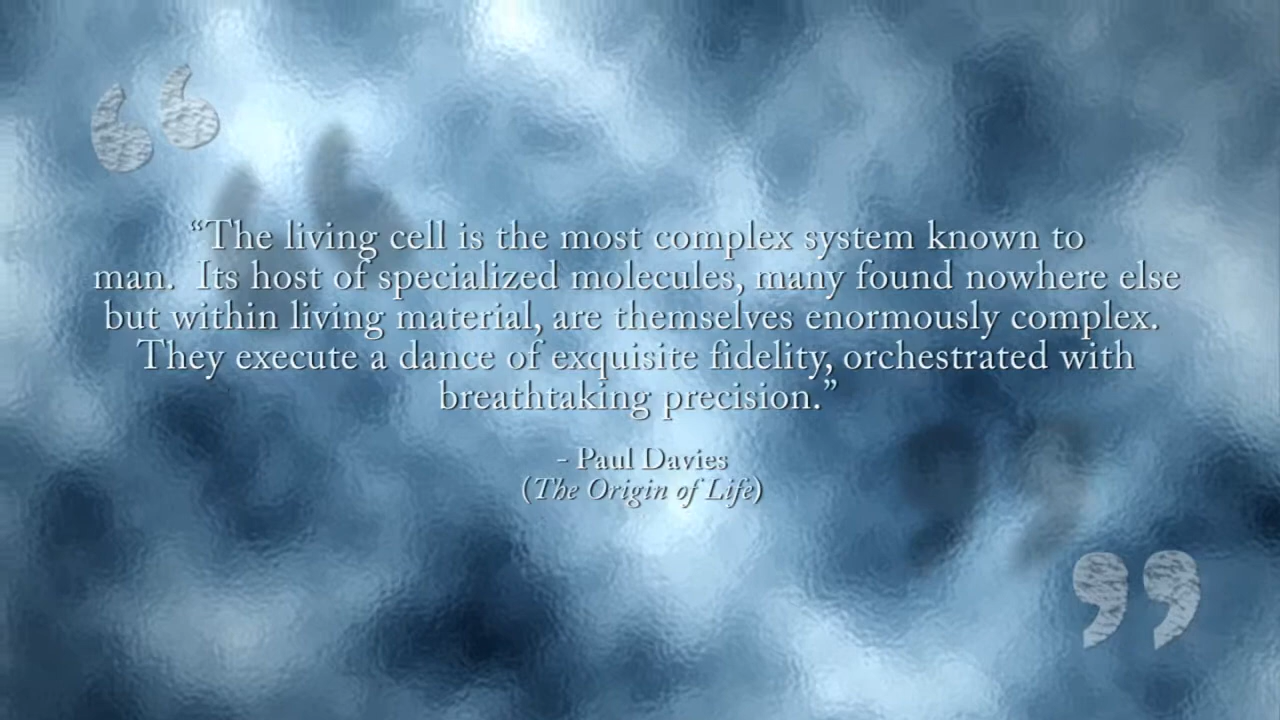 “The living cell is the most complex system known to
man.  Its host of specialized molecules, many found nowhere else
but within living material, are themselves enormously complex.
They execute a dance of exquisite fidelity, orchestrated with
breathtaking precision.”
- Paul Davies
(The Origin of Life)